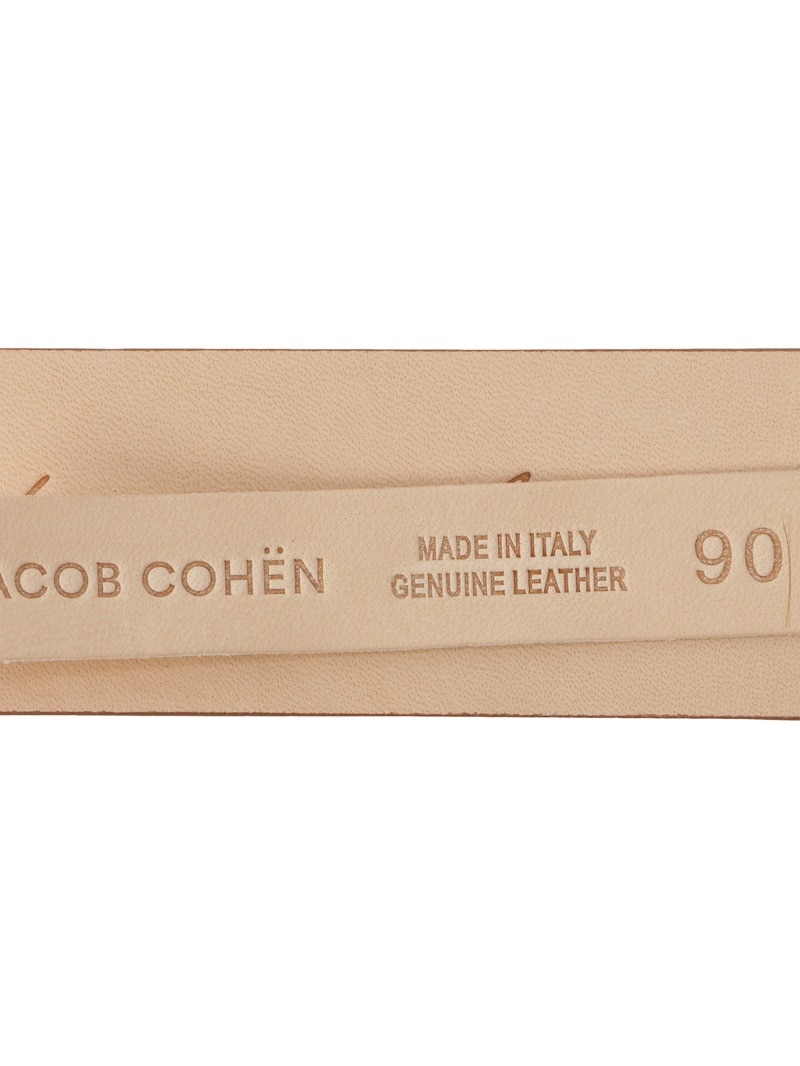 ACOB COHËN
MADE IN ITALY
GENUINE LEATHER
90